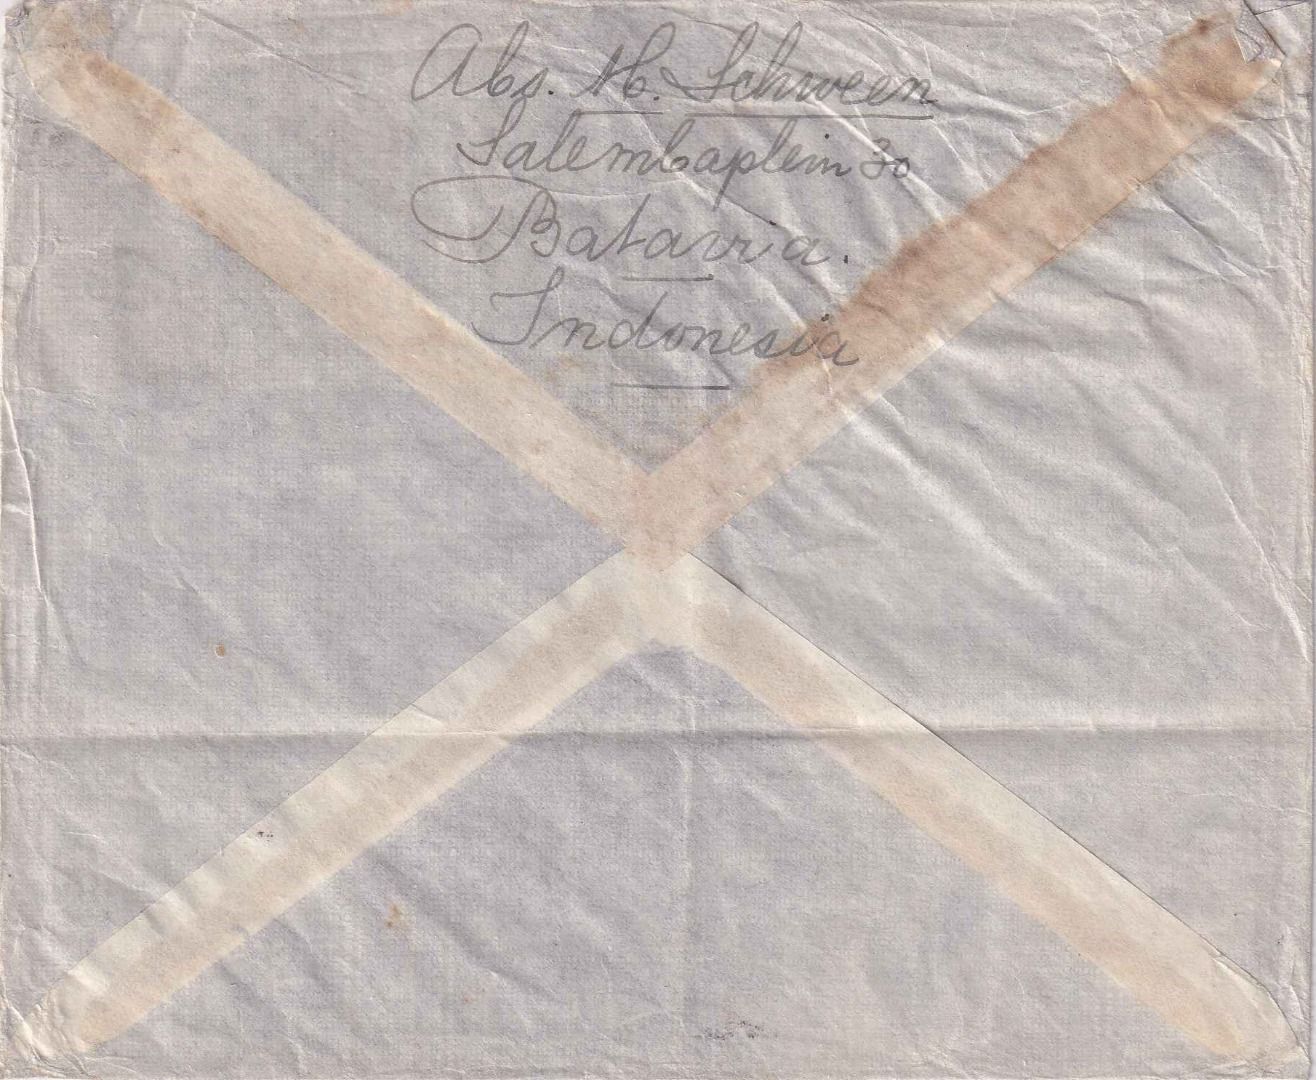 Abs. H. Schween
Salembaplein 30
Batavia.
Indonesia